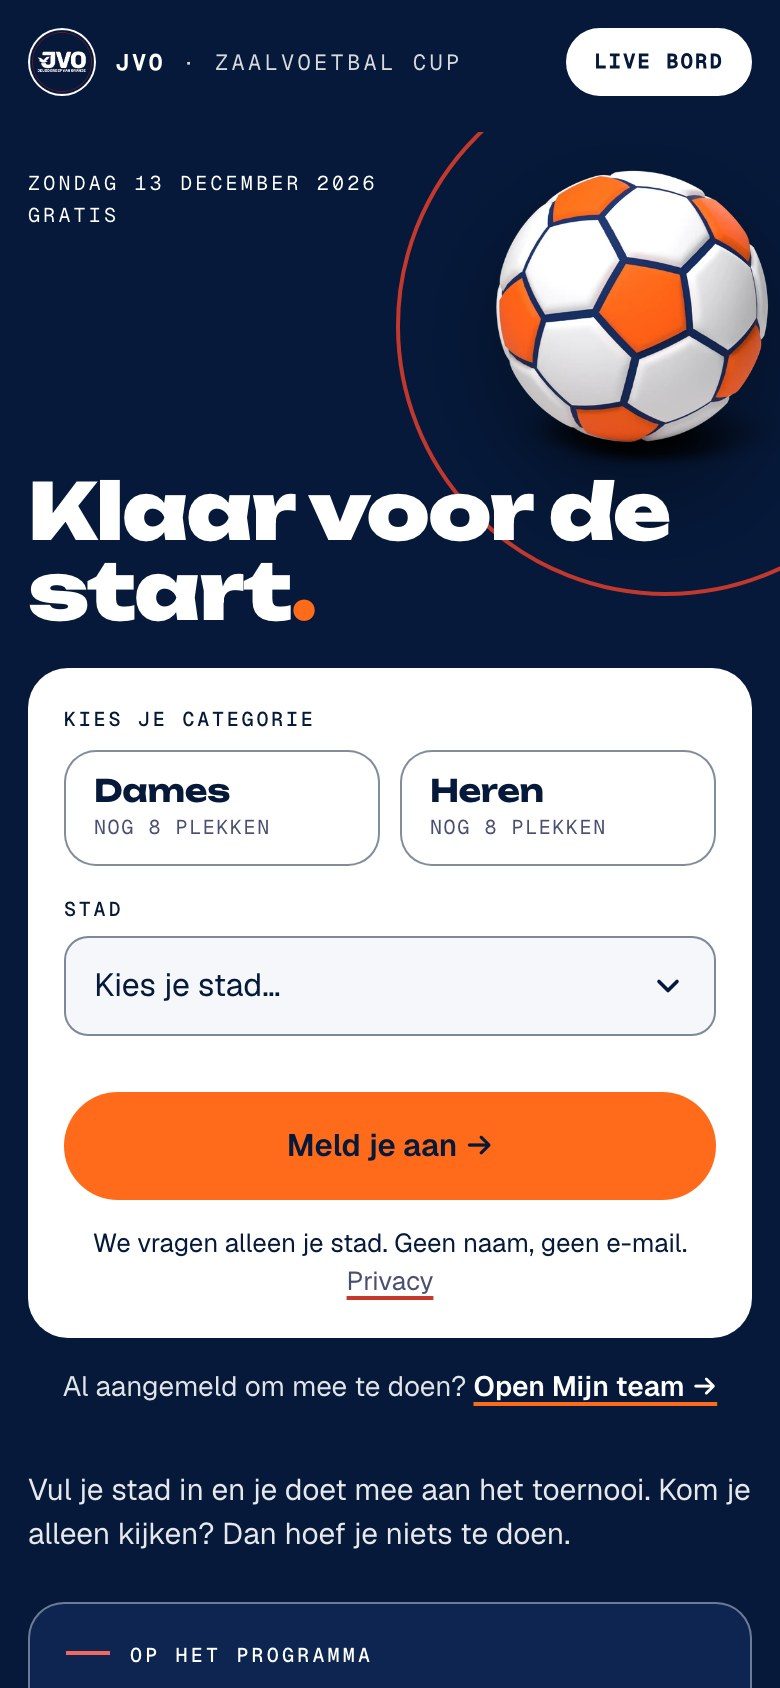 JVO
JVO · ZAALVOETBAL CUP
LIVE BORD
ZONDAG 13 DECEMBER 2026
GRATIS
Klaar voor de
start.
KIES JE CATEGORIE
Dames
NOG 8 PLEKKEN
Heren
NOG 8 PLEKKEN
STAD
Kies je stad...
Meld je aan →
We vragen alleen je stad. Geen naam, geen e-mail.
Privacy
Al aangemeld om mee te doen? Open Mijn team →
Vul je stad in en je doet mee aan het toernooi. Kom je
alleen kijken? Dan hoef je niets te doen.
OP HET PROGRAMMA